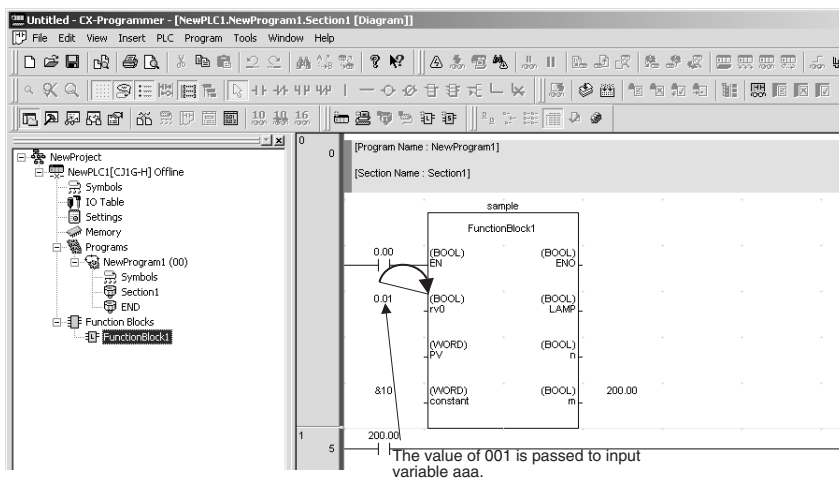 Untitled - CX-Programmer - [NewPLC1.NewProgram1.Section1 [Diagram]]
File Edit View Insert PLC Program Tools Window Help
10 10 16
NewProject
NewPLC1[CJ1G-H] Offline
Symbols
IO Table
Settings
Memory
Programs
NewProgram1 (00)
Symbols
Section1
END
Function Blocks
FunctionBlock1
0
0
[Program Name : NewProgram1]
[Section Name : Section1]
sample
FunctionBlock1
0.00 (BOOL) (BOOL)
EN ENO
0.01 (BOOL) (BOOL)
rv0 LAMP
(WORD) (BOOL)
PV n
&10 (WORD) (BOOL) 200.00
constant m
1 200.00
5
The value of 001 is passed to input
variable aaa.